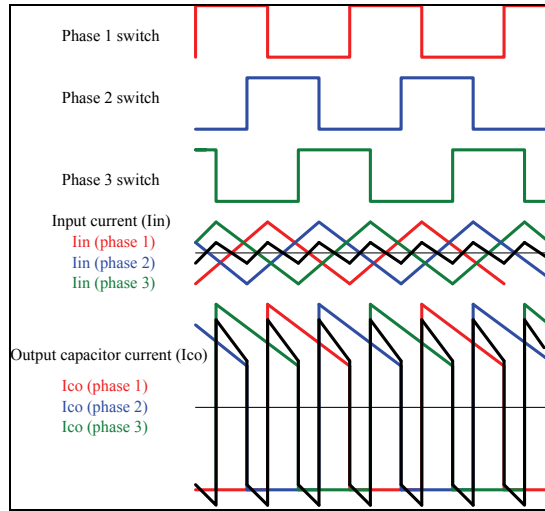 Phase 1 switch
Phase 2 switch
Phase 3 switch
Input current (Iin)
Iin (phase 1)
Iin (phase 2)
Iin (phase 3)
Output capacitor current (Ico)
Ico (phase 1)
Ico (phase 2)
Ico (phase 3)